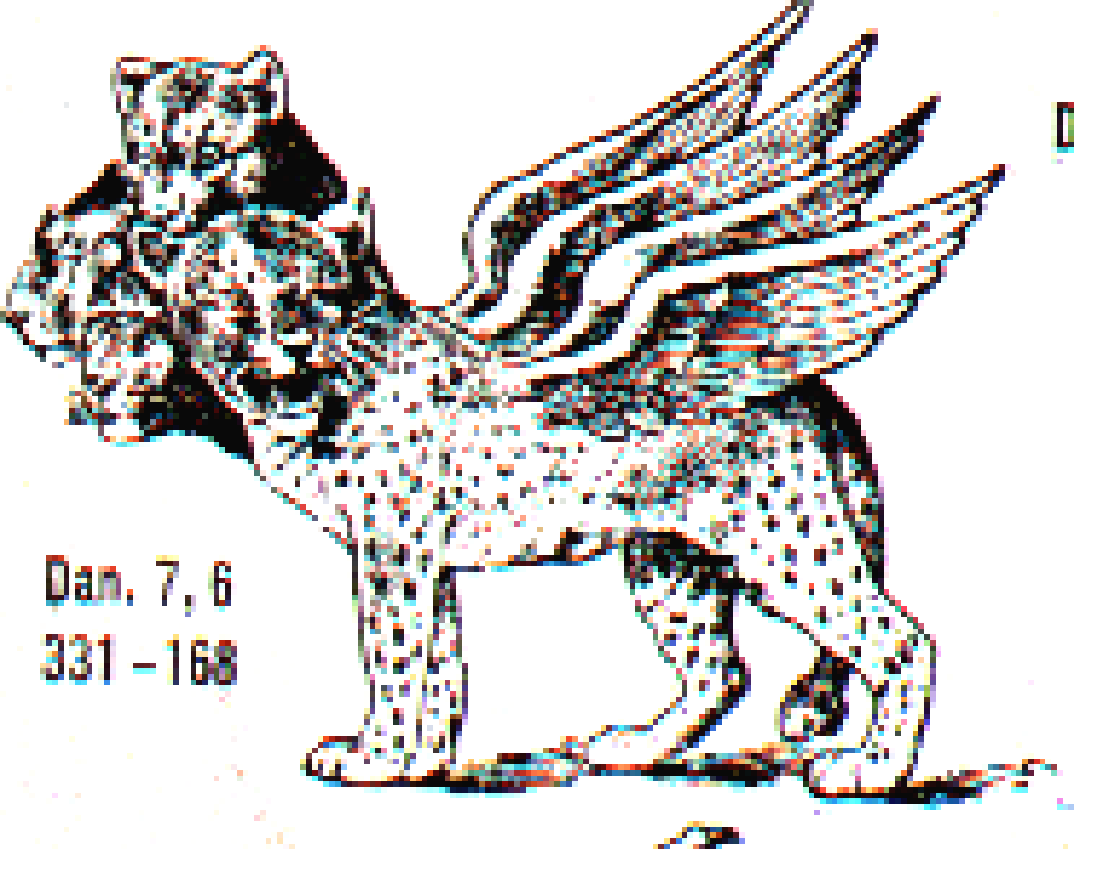 Dan. 7, 6
331 – 168